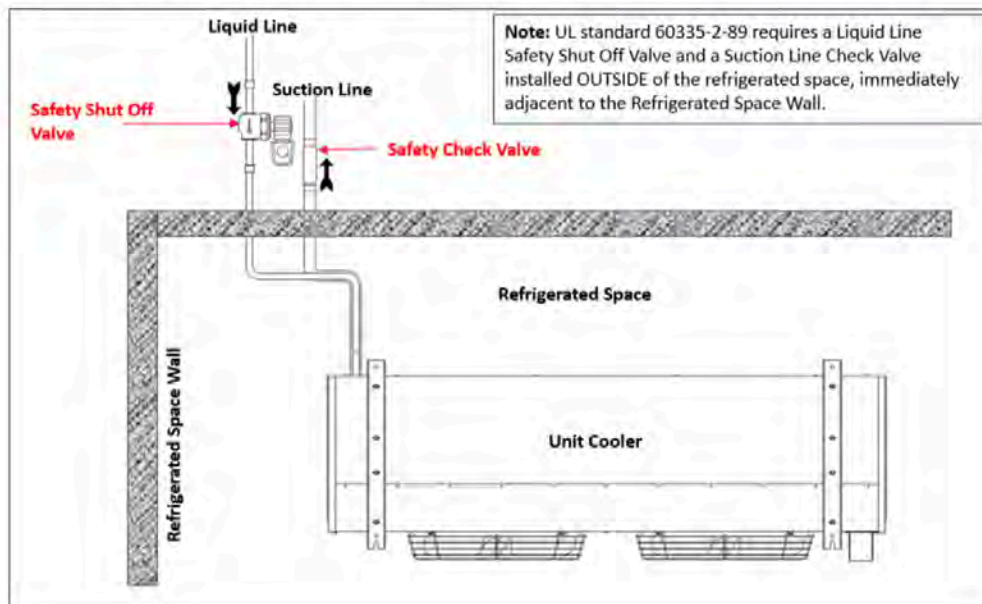 Liquid Line
Note: UL standard 60335-2-89 requires a Liquid Line
Safety Shut Off Valve and a Suction Line Check Valve
installed OUTSIDE of the refrigerated space, immediately
adjacent to the Refrigerated Space Wall.
Suction Line
Safety Shut Off
Valve
Safety Check Valve
Refrigerated Space
Refrigerated Space Wall
Unit Cooler